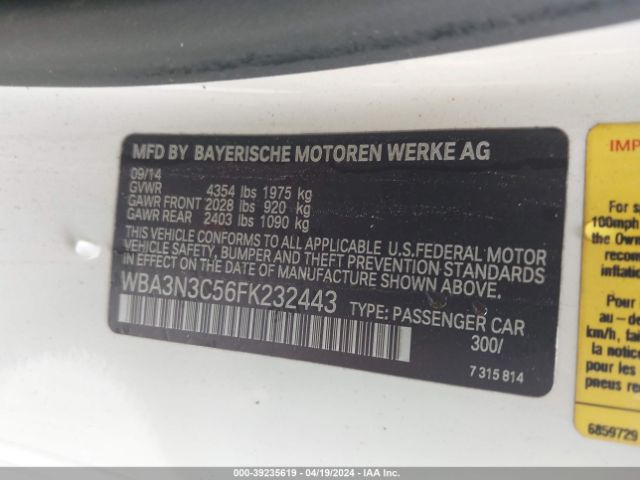 MFD BY BAYERISCHE MOTOREN WERKE AG
09/14
GVWR 4354 lbs 1975 kg
GAWR FRONT 2028 lbs 920 kg
GAWR REAR 2403 lbs 1090 kg
THIS VEHICLE CONFORMS TO ALL APPLICABLE U.S.FEDERAL MOTOR
VEHICLE SAFETY, BUMPER AND THEFT PREVENTION STANDARDS
IN EFFECT ON THE DATE OF MANUFACTURE SHOWN ABOVE.
WBA3N3C56FK232443
TYPE: PASSENGER CAR
300/
7 315 814
IMP
For s
100mph
the Owne
recom
inflati
Pour
au-de
km/h, fai
la notice
pour les
pneus re
6859729
000-39235619 - 04/19/2024 - IAA Inc.